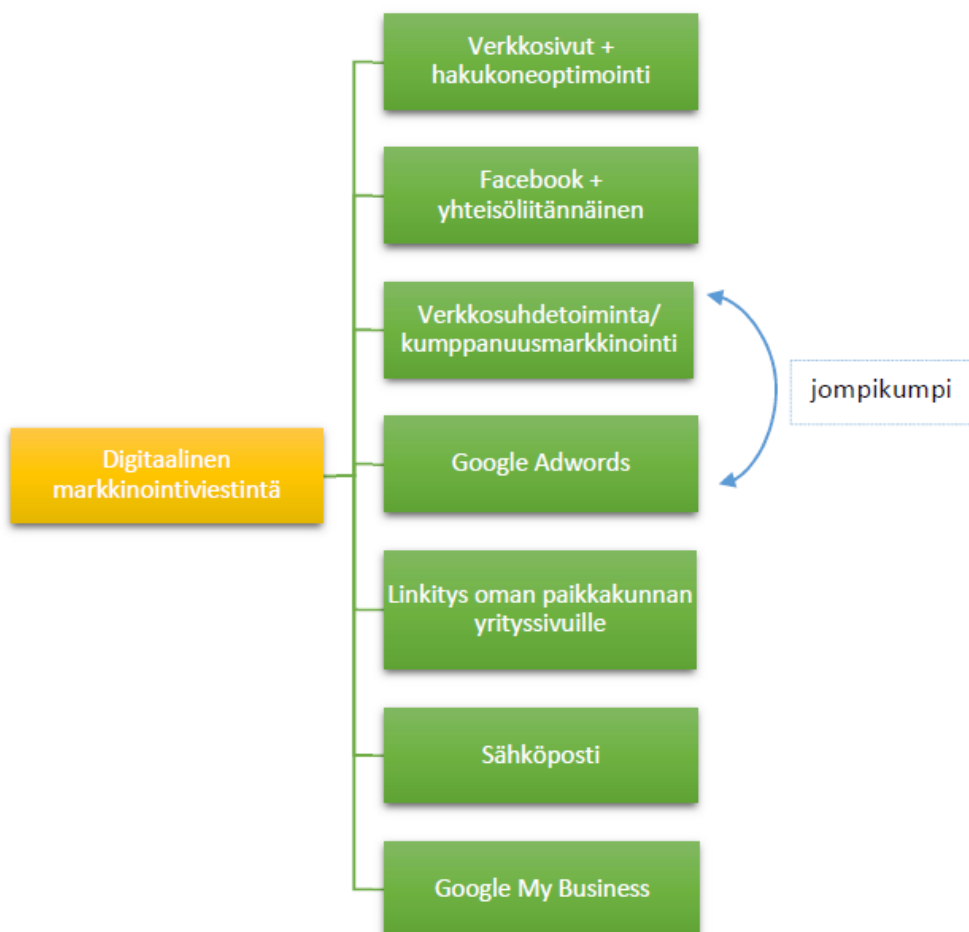 Verkkosivut +
hakukoneoptimointi
Facebook +
yhteisöliitännäinen
Verkkosuhdetoiminta/
kumppanuusmarkkinointi
jompikumpi
Digitaalinen
markkinointiviestintä
Google Adwords
Linkitys oman paikkakunnan
yrityssivuille
Sähköposti
Google My Business